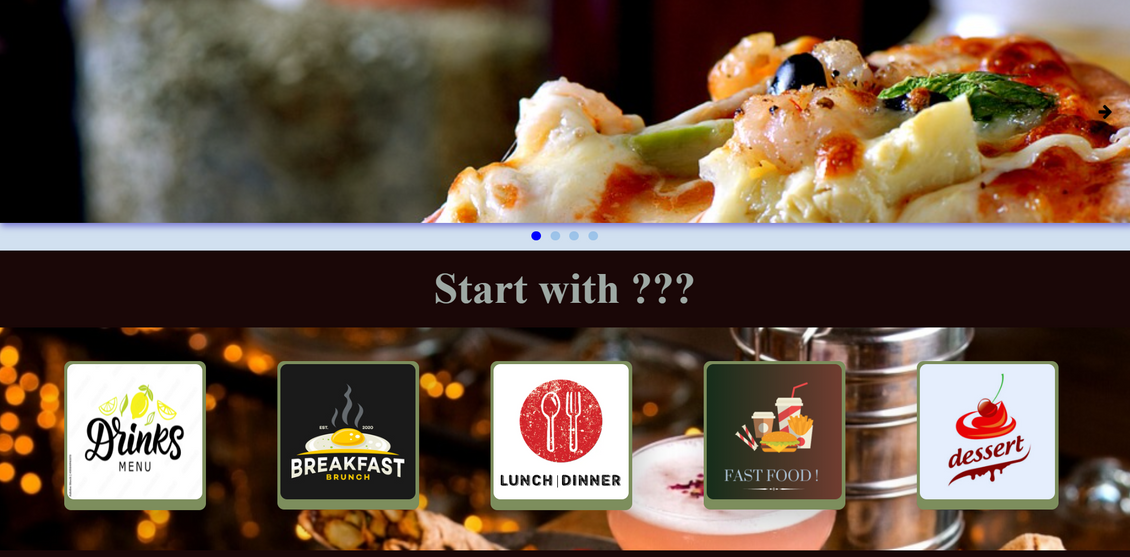 Start with ???
Drinks
MENU
EST. 2020
BREAKFAST
BRUNCH
LUNCH | DINNER
FAST FOOD !
dessert